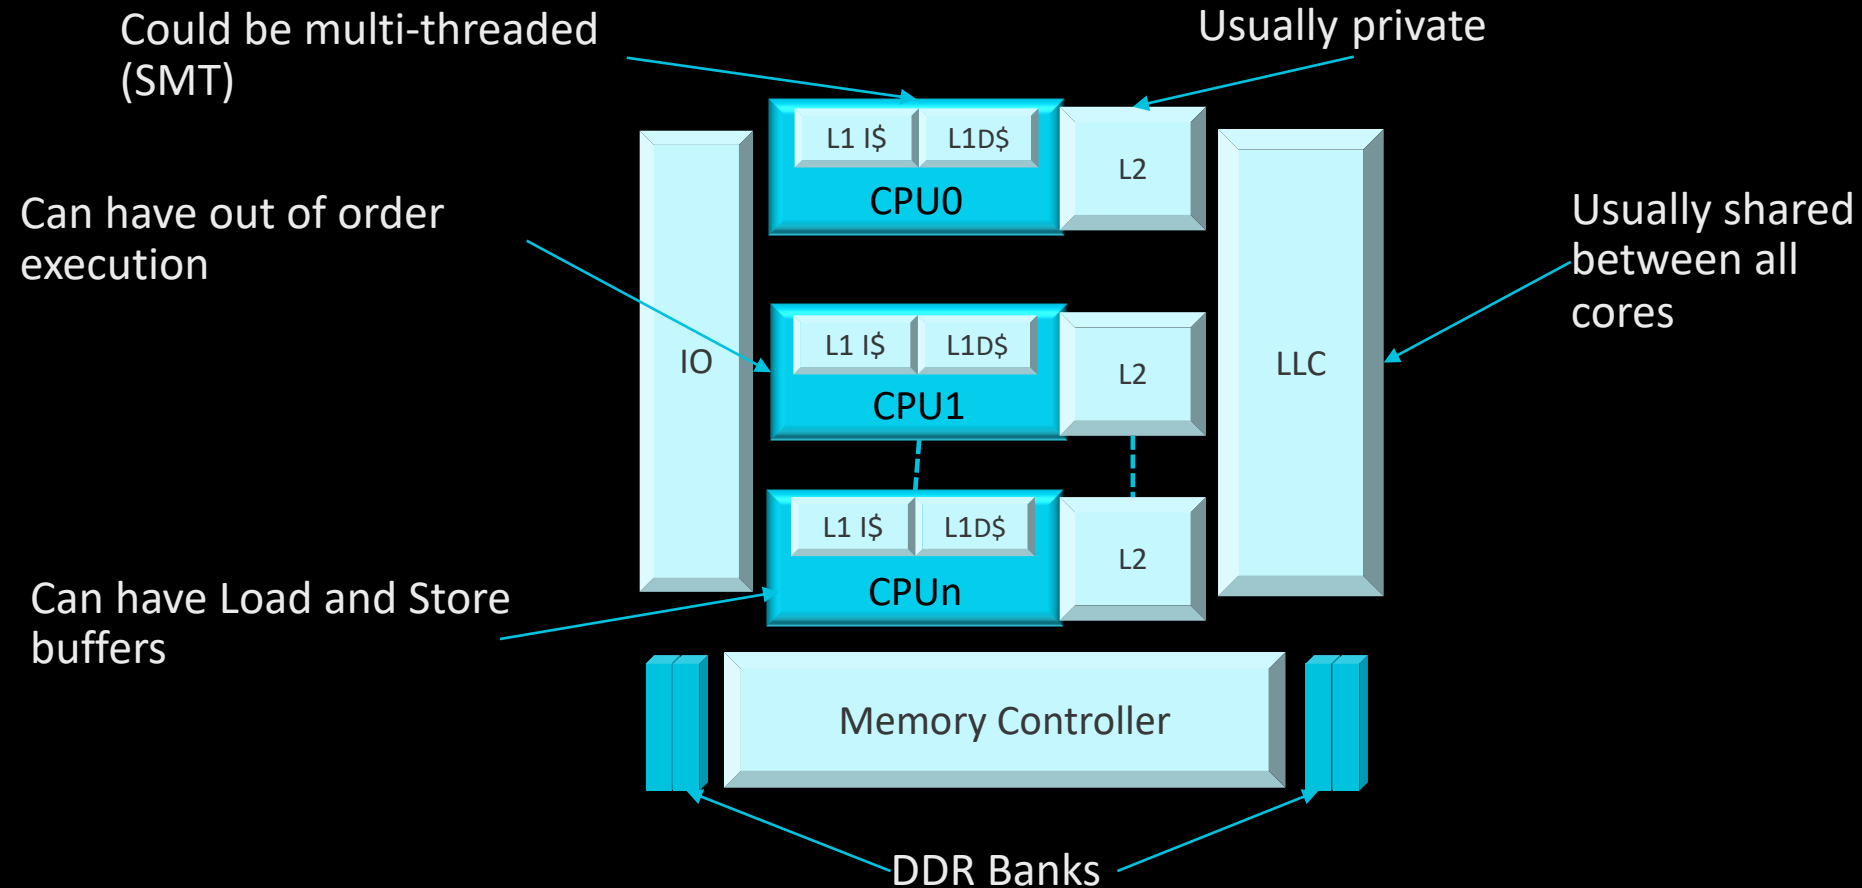 Could be multi-threaded
(SMT)
Usually private
L1 I$
L1D$
CPU0
L2
Can have out of order
execution
Usually shared
between all
cores
IO
L1 I$
L1D$
CPU1
L2
LLC
L1 I$
L1D$
CPUn
L2
Can have Load and Store
buffers
Memory Controller
DDR Banks